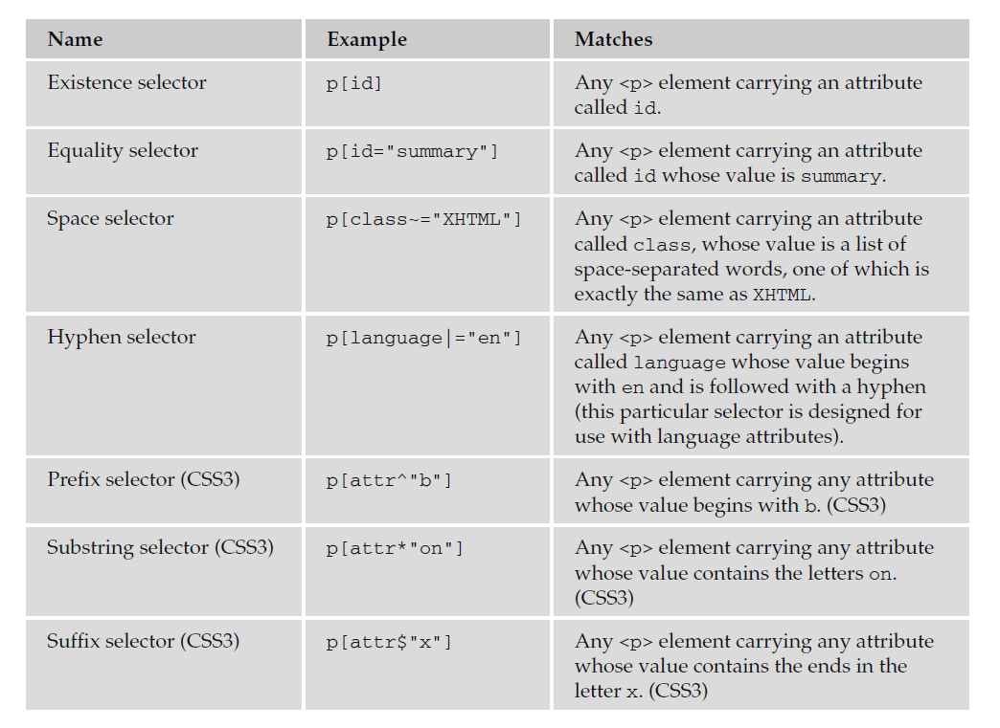 Name Example Matches
Existence selector p[id] Any <p> element carrying an attribute
called id.
Equality selector p[id="summary"] Any <p> element carrying an attribute
called id whose value is summary.
Space selector p[class~="XHTML"] Any <p> element carrying an attribute
called class, whose value is a list of
space-separated words, one of which is
exactly the same as XHTML.
Hyphen selector p[language|="en"] Any <p> element carrying an attribute
called language whose value begins
with en and is followed with a hyphen
(this particular selector is designed for
use with language attributes).
Prefix selector (CSS3) p[attr^"b"] Any <p> element carrying any attribute
whose value begins with b. (CSS3)
Substring selector (CSS3) p[attr*"on"] Any <p> element carrying any attribute
whose value contains the letters on.
(CSS3)
Suffix selector (CSS3) p[attr$"x"] Any <p> element carrying any attribute
whose value contains the ends in the
letter x. (CSS3)